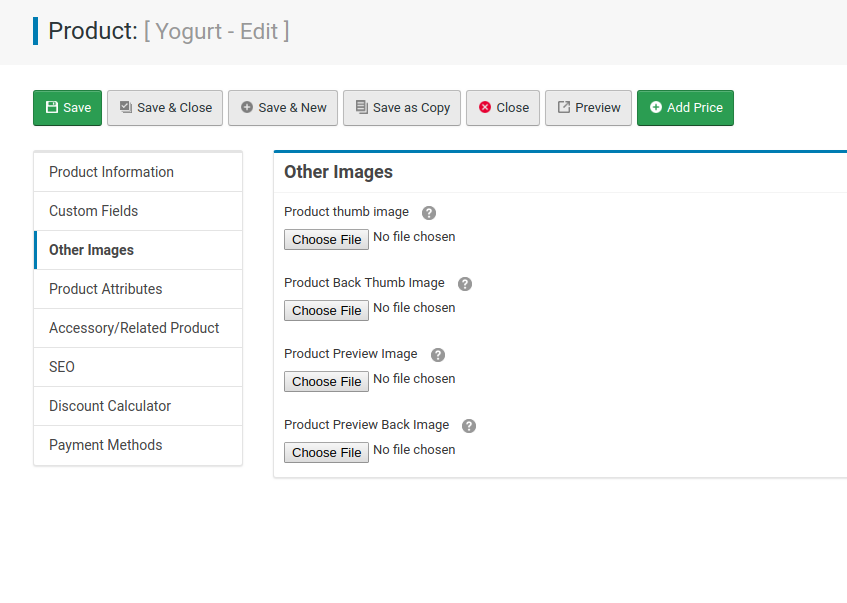 Product: [ Yogurt - Edit ]
Save Save & Close Save & New Save as Copy Close Preview Add Price
Product Information
Custom Fields
Other Images
Product Attributes
Accessory/Related Product
SEO
Discount Calculator
Payment Methods
Other Images
Product thumb image ?
Choose File No file chosen
Product Back Thumb Image ?
Choose File No file chosen
Product Preview Image ?
Choose File No file chosen
Product Preview Back Image ?
Choose File No file chosen